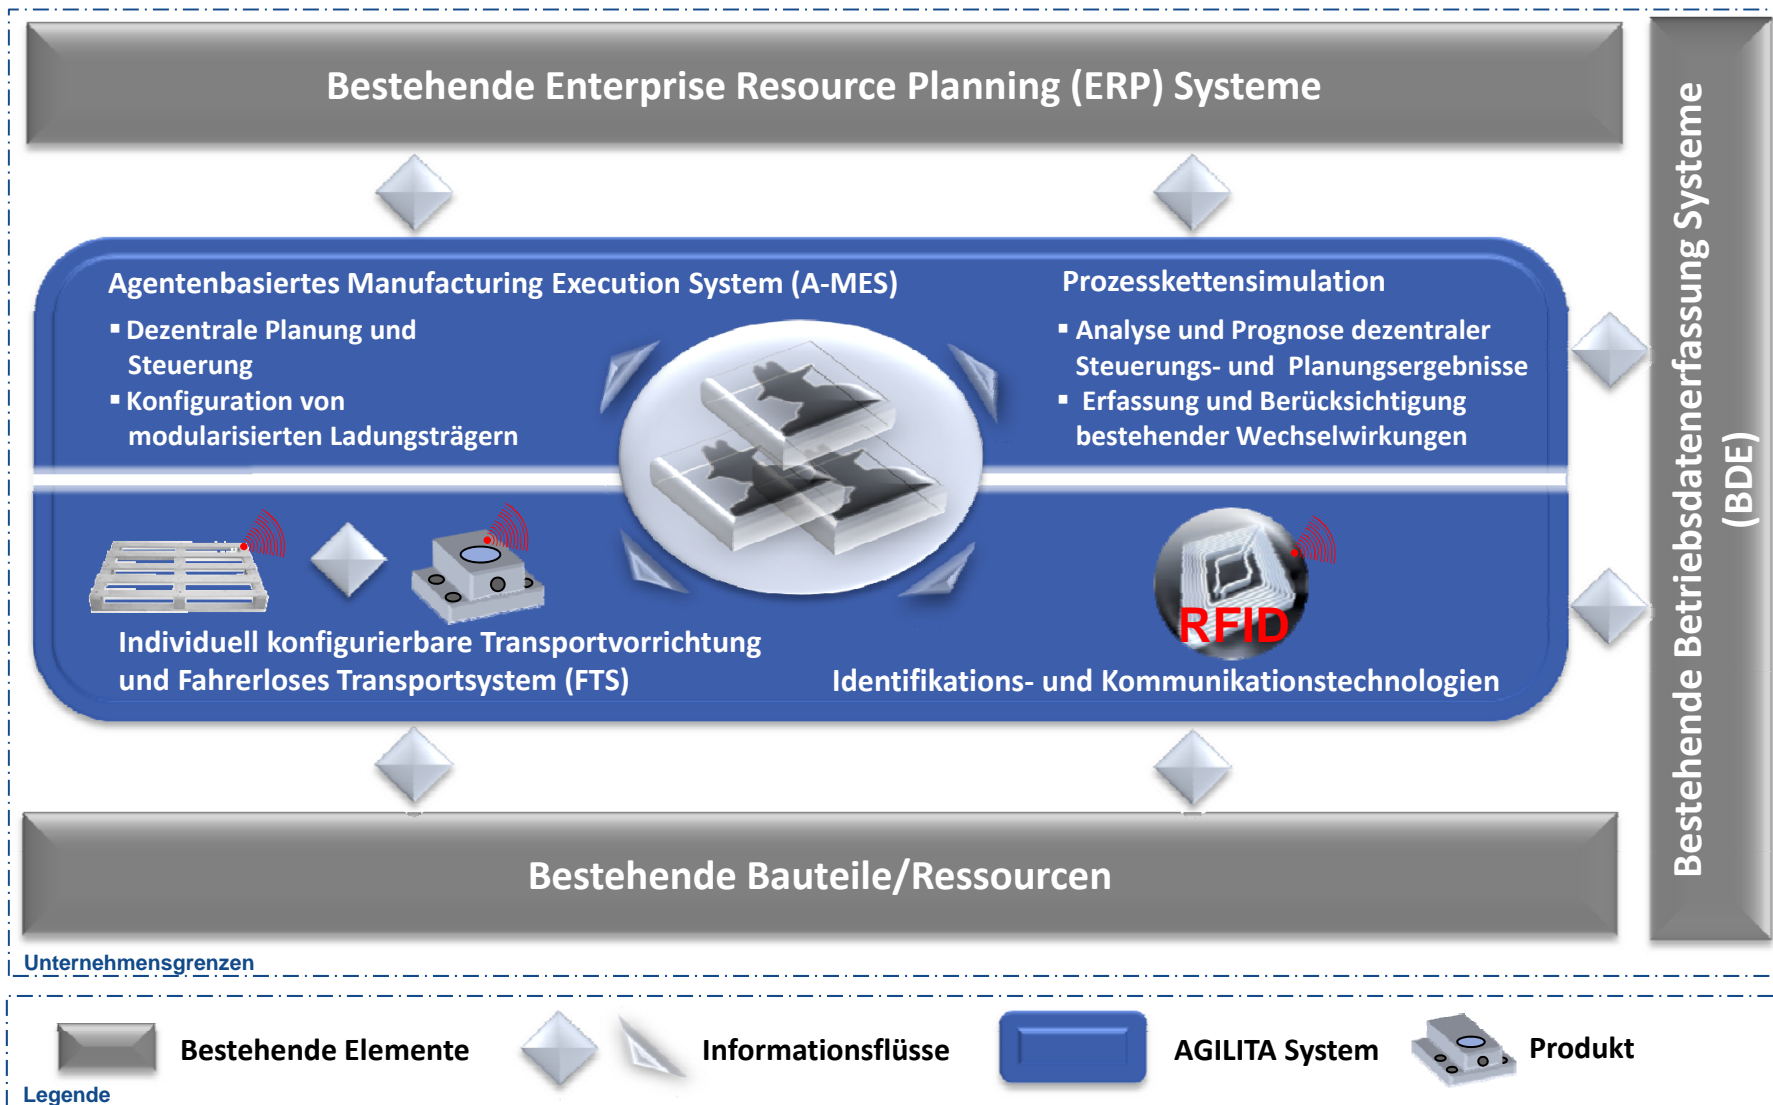 Bestehende Enterprise Resource Planning (ERP) Systeme
Bestehende Betriebsdatenerfassung Systeme
(BDE)
Agentenbasiertes Manufacturing Execution System (A-MES)
▪ Dezentrale Planung und
Steuerung
▪ Konfiguration von
modularisierten Ladungsträgern
Prozesskettensimulation
▪ Analyse und Prognose dezentraler
Steuerungs- und Planungsergebnisse
▪ Erfassung und Berücksichtigung
bestehender Wechselwirkungen
Individuell konfigurierbare Transportvorrichtung
und Fahrerloses Transportsystem (FTS)
RFID
Identifikations- und Kommunikationstechnologien
Bestehende Bauteile/Ressourcen
Unternehmensgrenzen
Bestehende Elemente
Informationsflüsse
AGILITA System
Produkt
Legende